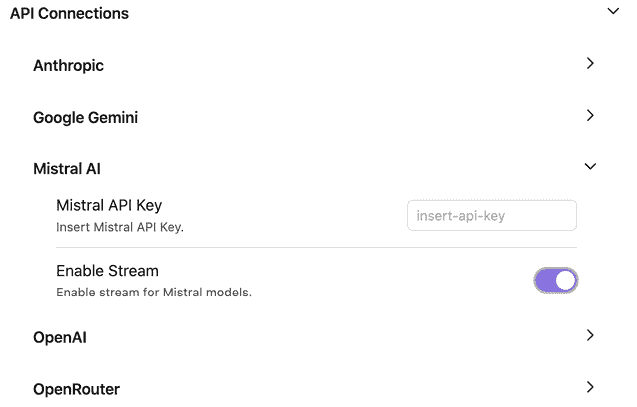 API Connections
Anthropic
Google Gemini
Mistral AI
Mistral API Key
insert-api-key
Insert Mistral API Key.
Enable Stream
Enable stream for Mistral models.
OpenAI
OpenRouter